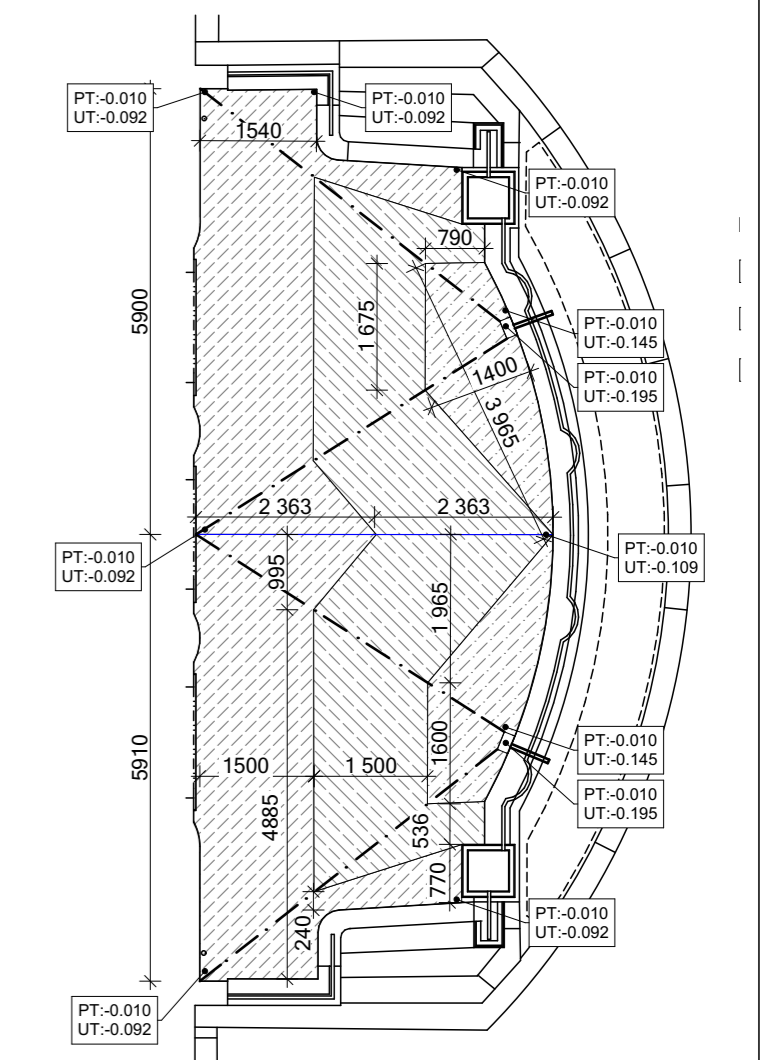 PT:-0.010
UT:-0.092
PT:-0.010
UT:-0.092
1540
PT:-0.010
UT:-0.092
790
5900
1 675
PT:-0.010
UT:-0.145
1400
PT:-0.010
UT:-0.195
3 965
2 363
2 363
PT:-0.010
UT:-0.092
995
PT:-0.010
UT:-0.109
1 965
5910
1500
1 500
1600
PT:-0.010
UT:-0.145
4885
536
PT:-0.010
UT:-0.195
770
240
PT:-0.010
UT:-0.092
PT:-0.010
UT:-0.092